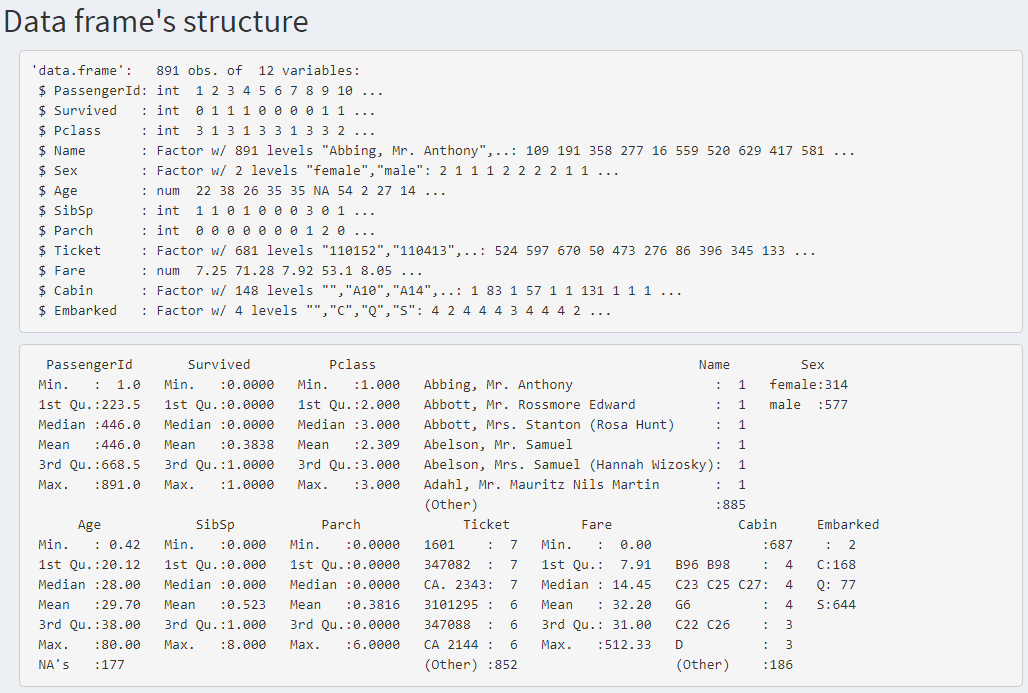 Data frame's structure
'data.frame':   891 obs. of  12 variables:
 $ PassengerId: int  1 2 3 4 5 6 7 8 9 10 ...
 $ Survived   : int  0 1 1 1 0 0 0 0 1 1 ...
 $ Pclass     : int  3 1 3 1 3 3 1 3 3 2 ...
 $ Name       : Factor w/ 891 levels "Abbing, Mr. Anthony",..: 109 191 358 277 16 559 520 629 417 581 ...
 $ Sex        : Factor w/ 2 levels "female","male": 2 1 1 1 2 2 2 2 1 1 ...
 $ Age        : num  22 38 26 35 35 NA 54 2 27 14 ...
 $ SibSp      : int  1 1 0 1 0 0 0 3 0 1 ...
 $ Parch      : int  0 0 0 0 0 0 0 1 2 0 ...
 $ Ticket     : Factor w/ 681 levels "110152","110413",..: 524 597 670 50 473 276 86 396 345 133 ...
 $ Fare       : num  7.25 71.28 7.92 53.1 8.05 ...
 $ Cabin      : Factor w/ 148 levels "","A10","A14",..: 1 83 1 57 1 1 131 1 1 1 ...
 $ Embarked   : Factor w/ 4 levels "","C","Q","S": 4 2 4 4 4 3 4 4 4 2 ...
  PassengerId       Survived          Pclass                                         Name          Sex
 Min.   :  1.0   Min.   :0.0000   Min.   :1.000   Abbing, Mr. Anthony                  :  1   female:314
 1st Qu.:223.5   1st Qu.:0.0000   1st Qu.:2.000   Abbott, Mr. Rossmore Edward          :  1   male  :577
 Median :446.0   Median :0.0000   Median :3.000   Abbott, Mrs. Stanton (Rosa Hunt)     :  1
 Mean   :446.0   Mean   :0.3838   Mean   :2.309   Abelson, Mr. Samuel                  :  1
 3rd Qu.:668.5   3rd Qu.:1.0000   3rd Qu.:3.000   Abelson, Mrs. Samuel (Hannah Wizosky):  1
 Max.   :891.0   Max.   :1.0000   Max.   :3.000   Adahl, Mr. Mauritz Nils Martin       :  1
                                                  (Other)                              :885
      Age            SibSp           Parch             Ticket         Fare                Cabin     Embarked
 Min.   : 0.42   Min.   :0.000   Min.   :0.0000   1601    :  7   Min.   :  0.00              :687    :  2
 1st Qu.:20.12   1st Qu.:0.000   1st Qu.:0.0000   347082  :  7   1st Qu.:  7.91   B96 B98    :  4   C:168
 Median :28.00   Median :0.000   Median :0.0000   CA. 2343:  7   Median : 14.45   C23 C25 C27:  4   Q: 77
 Mean   :29.70   Mean   :0.523   Mean   :0.3816   3101295 :  6   Mean   : 32.20   G6         :  4   S:644
 3rd Qu.:38.00   3rd Qu.:1.000   3rd Qu.:0.0000   347088  :  6   3rd Qu.: 31.00   C22 C26    :  3
 Max.   :80.00   Max.   :8.000   Max.   :6.0000   CA 2144 :  6   Max.   :512.33   D          :  3
 NA's   :177                                      (Other) :852                    (Other)    :186